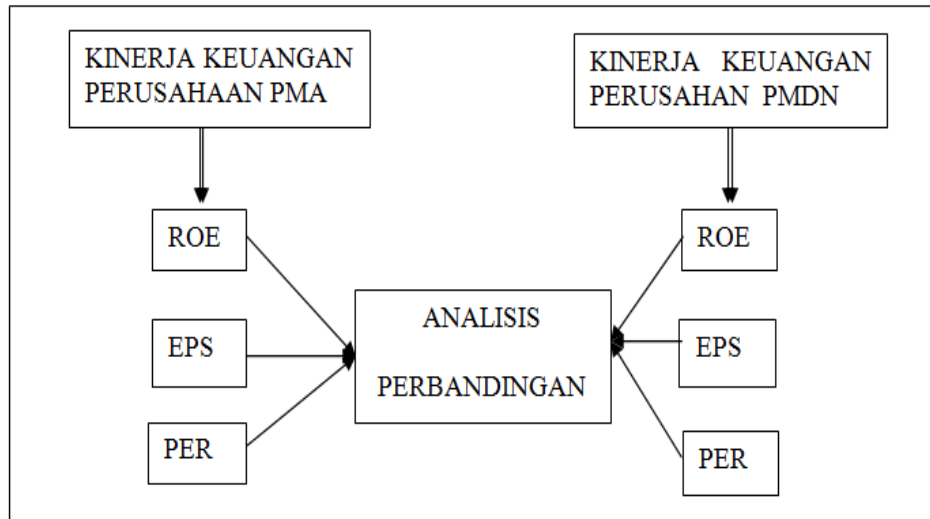 KINERJA KEUANGAN
PERUSAHAAN PMA
KINERJA KEUANGAN
PERUSAHAN PMDN
ROE
ROE
ANALISIS
EPS
EPS
PERBANDINGAN
PER
PER